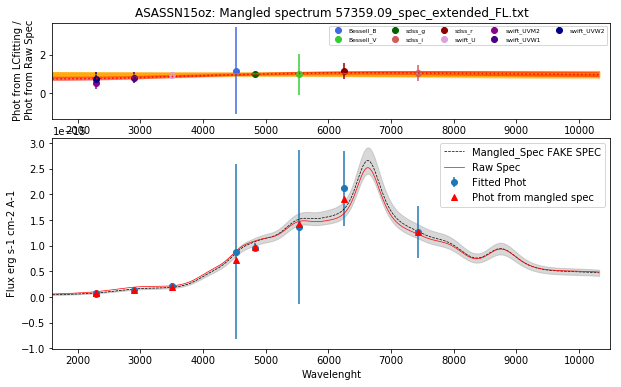 ASASSN15oz: Mangled spectrum 57359.09_spec_extended_FL.txt
Phot from LCfitting /
Phot from Raw Spec
2
0
Bessell_B sdss_g sdss_r swift_UVM2 swift_UVW2
Bessell_V sdss_i swift_U swift_UVW1
2000 3000 4000 5000 6000 7000 8000 9000 10000
1e−15
Flux erg s-1 cm-2 A-1
3.0
2.5
2.0
1.5
1.0
0.5
0.0
−0.5
−1.0
Mangled_Spec FAKE SPEC
Raw Spec
Fitted Phot
Phot from mangled spec
2000 3000 4000 5000 6000 7000 8000 9000 10000
Wavelenght